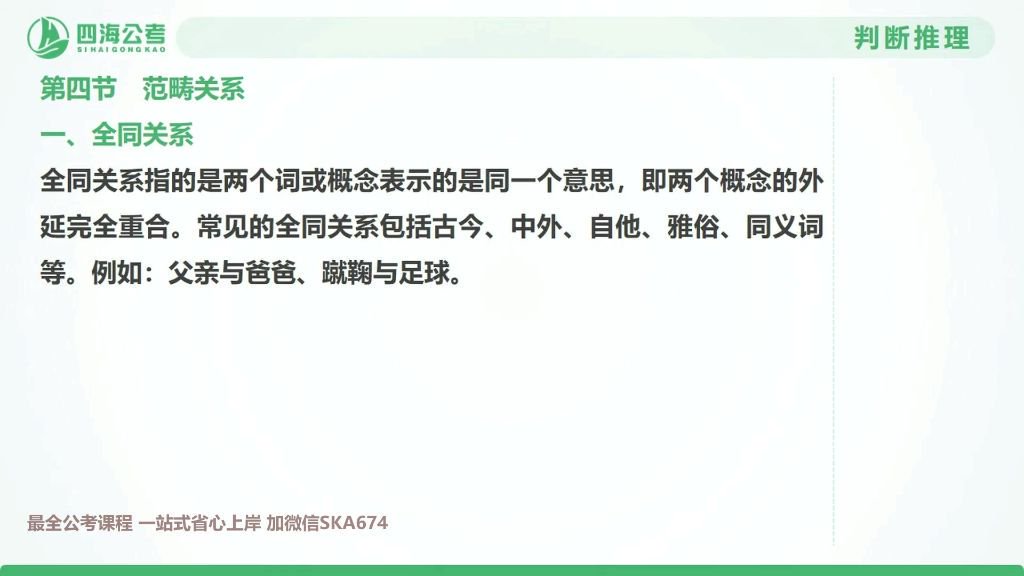 四海公考
SIHAIGONGKAO
判断推理
第四节 范畴关系
一、全同关系
全同关系指的是两个词或概念表示的是同一个意思，即两个概念的外
延完全重合。常见的全同关系包括古今、中外、自他、雅俗、同义词
等。例如：父亲与爸爸、蹴鞠与足球。
最全公考课程 一站式省心上岸 加微信SKA674